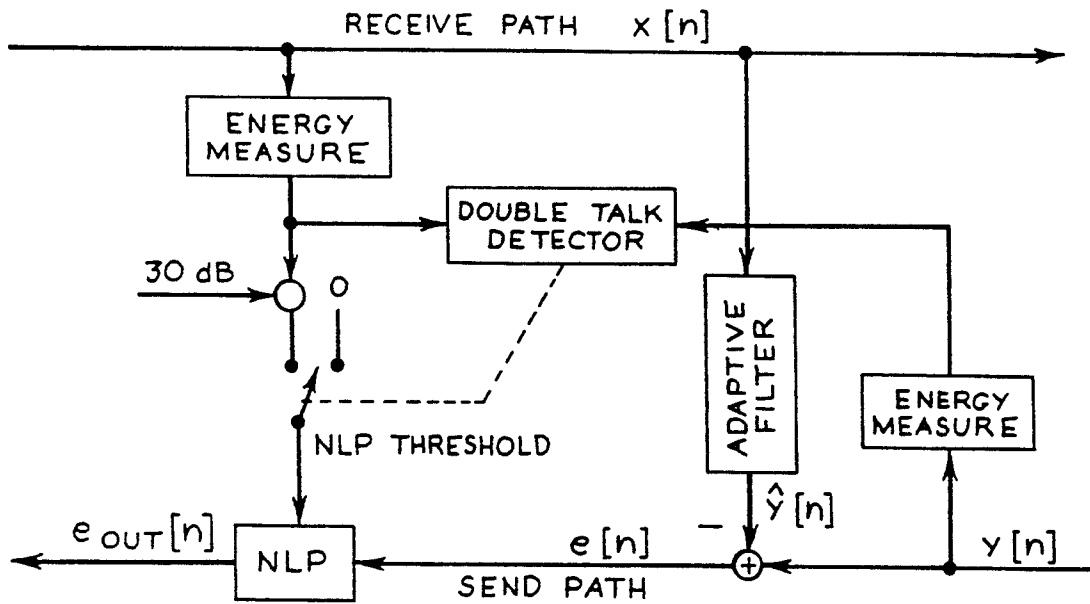 RECEIVE PATH x[n]
ENERGY
MEASURE
DOUBLE TALK
DETECTOR
30 dB
0
ADAPTIVE
FILTER
ENERGY
MEASURE
NLP THRESHOLD
ŷ[n]
−
e OUT[n]
NLP
e[n]
+
y[n]
SEND PATH